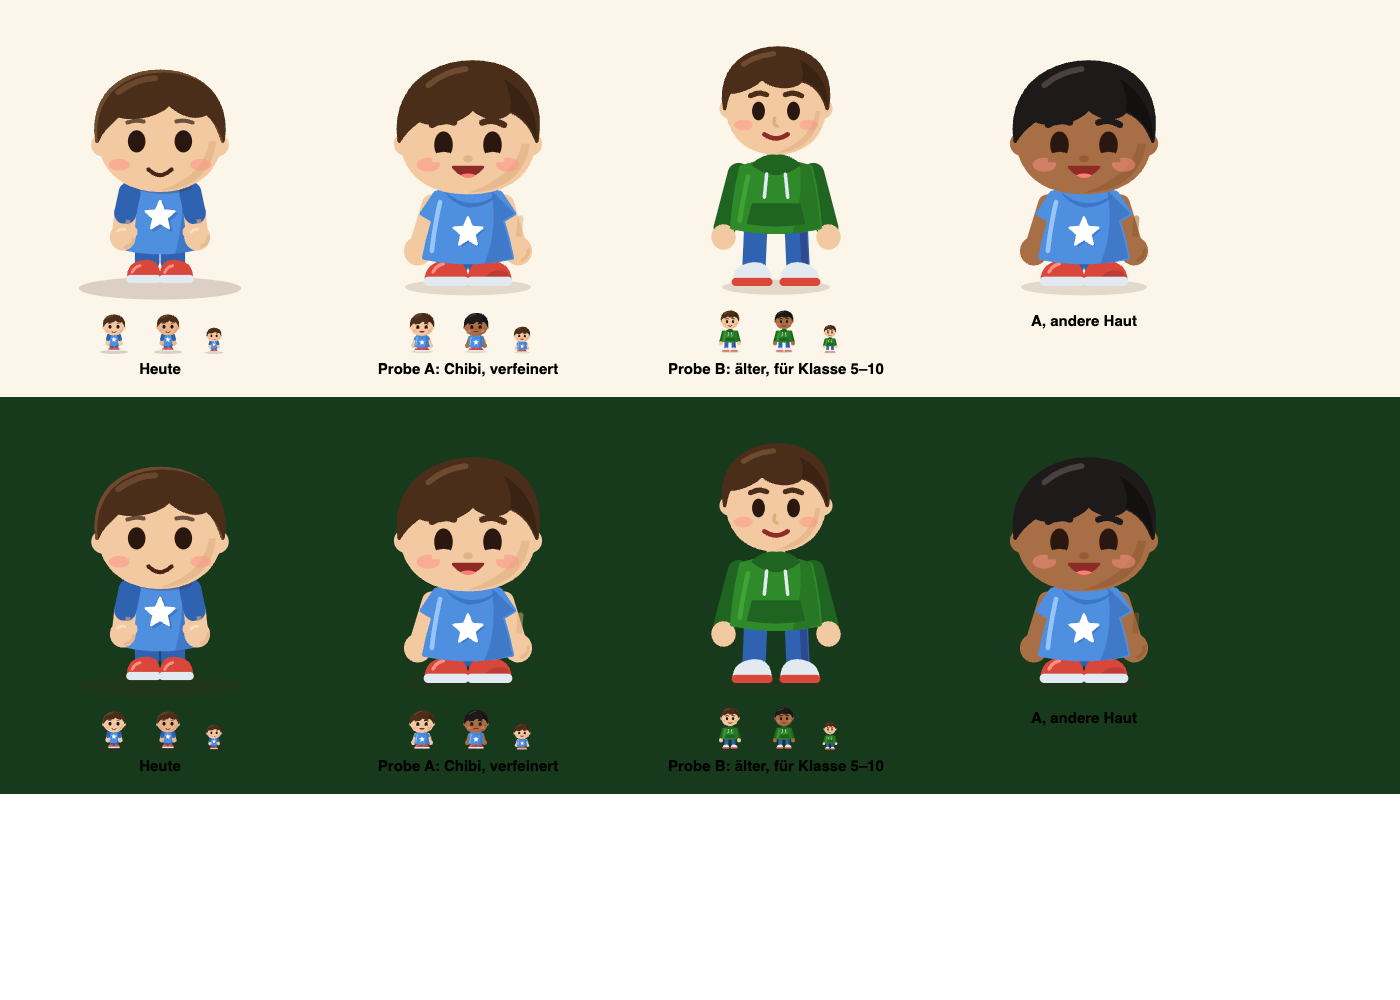 A, andere Haut
Heute
Probe A: Chibi, verfeinert
Probe B: älter, für Klasse 5–10
A, andere Haut
Heute
Probe A: Chibi, verfeinert
Probe B: älter, für Klasse 5–10